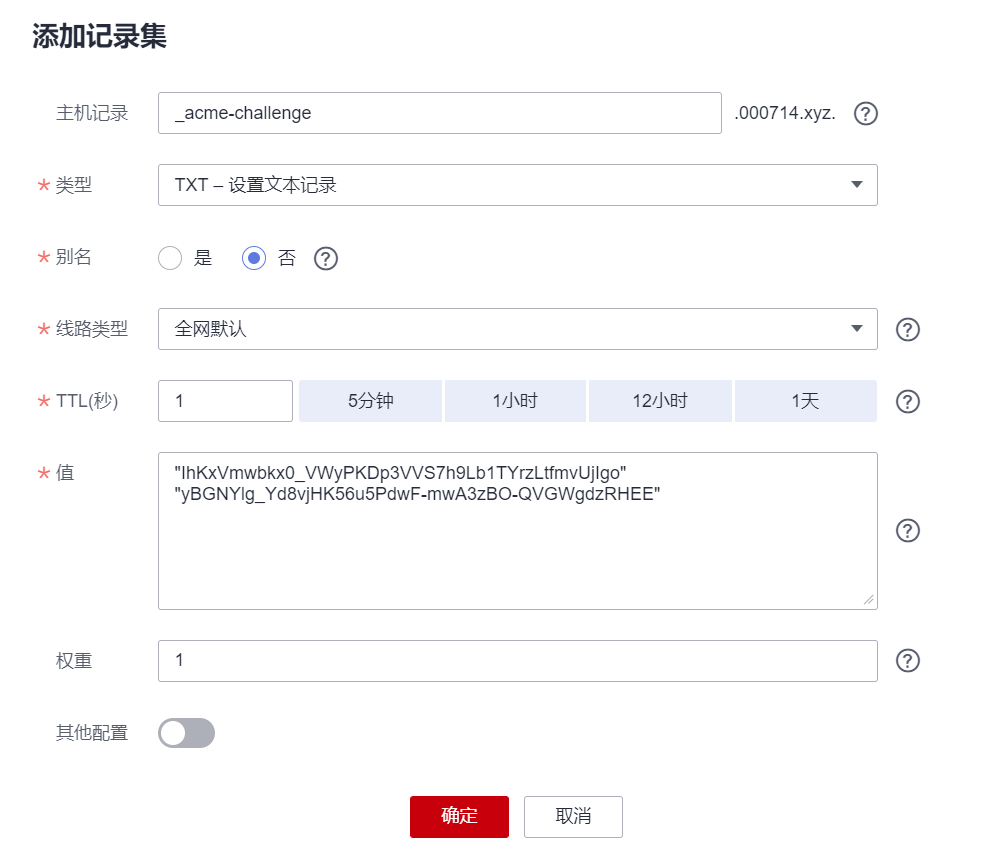 添加记录集
主机记录 _acme-challenge .000714.xyz. ?
* 类型 TXT – 设置文本记录
* 别名 是 否 ?
* 线路类型 全网默认 ?
* TTL(秒) 1 5分钟 1小时 12小时 1天 ?
* 值 "IhKxVmwbkx0_VWyPKDp3VVS7h9Lb1TYrzLtfmvUjIgo"
"yBGNYlg_Yd8vjHK56u5PdwF-mwA3zBO-QVGWgdzRHEE"
?
权重 1 ?
其他配置
确定 取消